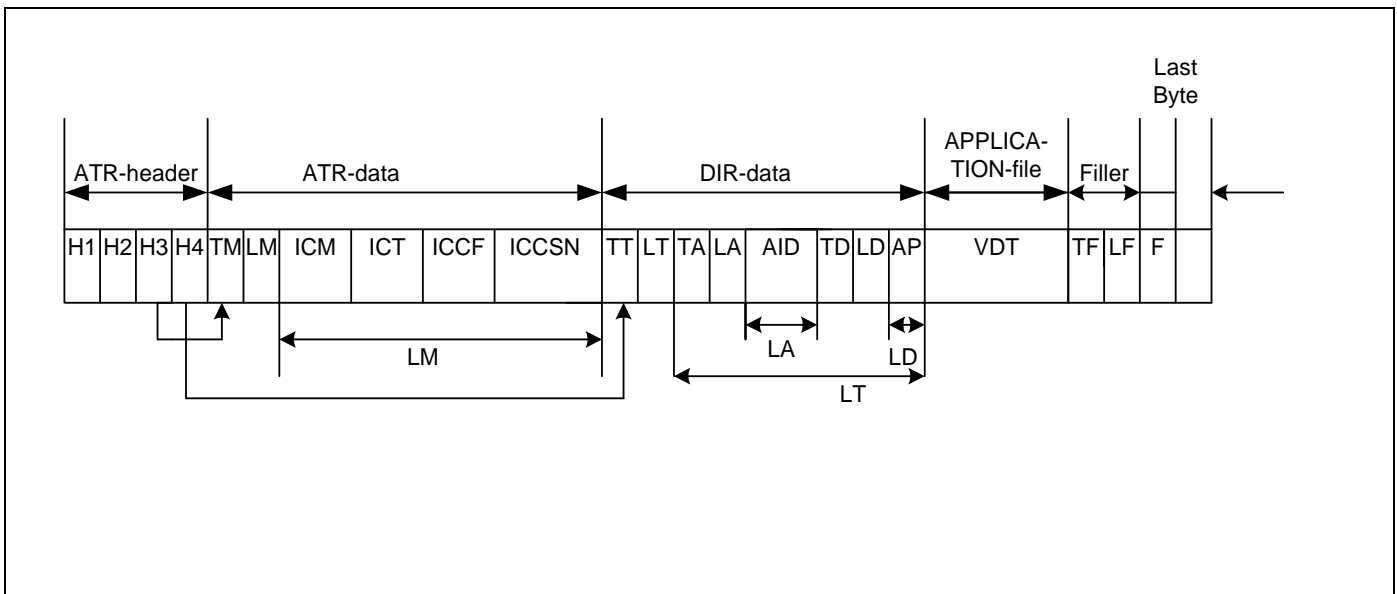 Last
Byte
ATR-header
ATR-data
DIR-data
APPLICA-
TION-file
Filler
H1 H2 H3 H4 TM LM ICM ICT ICCF ICCSN TT LT TA LA AID TD LD AP VDT TF LF F
LM
LA
LD
LT